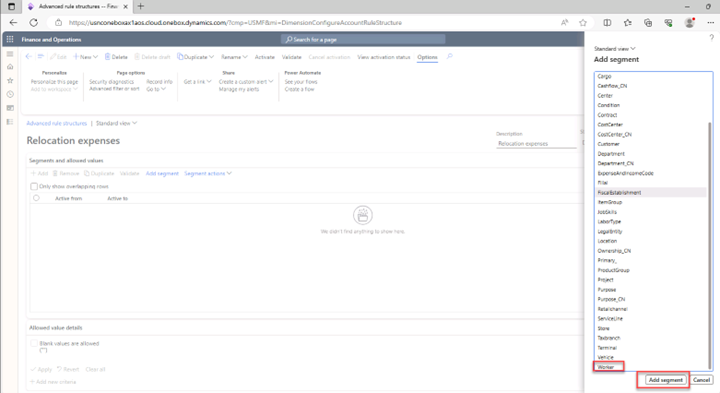 Advanced rule structures -- Finan
https://usnconeboxax1aos.cloud.onebox.dynamics.com/?cmp=USMF&mi=DimensionConfigureAccountRuleStructure
Finance and Operations
Search for a page
Edit
New
Delete
Delete draft
Duplicate
Rename
Activate
Validate
Cancel activation
View activation status
Options
Personalize
Page options
Share
Power Automate
Personalize this page
Security diagnostics
Record info
Get a link
Create a custom alert
See your flows
Add to workspace
Advanced filter or sort
Go to
Manage my alerts
Create a flow
Advanced rule structures | Standard view
Relocation expenses
Description
Relocation expenses
Segments and allowed values
Add
Remove
Duplicate
Validate
Add segment
Segment actions
Only show overlapping rows
Active from
Active to
We didn't find anything to show here.
Allowed value details
Blank values are allowed
Apply
Revert
Clear all
Add new criteria
Standard view
Add segment
Cargo
Cashflow_CN
Center
Condition
Contract
CostCenter
CostCenter_CN
Customer
Department
Department_CN
ExpenseAndIncomeCode
Filial
FiscalEstablishment
ItemGroup
JobSkills
LaborType
LegalEntity
Location
Ownership_CN
Primary_
ProductGroup
Project
Purpose
Purpose_CN
Retailchannel
ServiceLine
Store
Taxbranch
Terminal
Vehicle
Worker
Add segment
Cancel